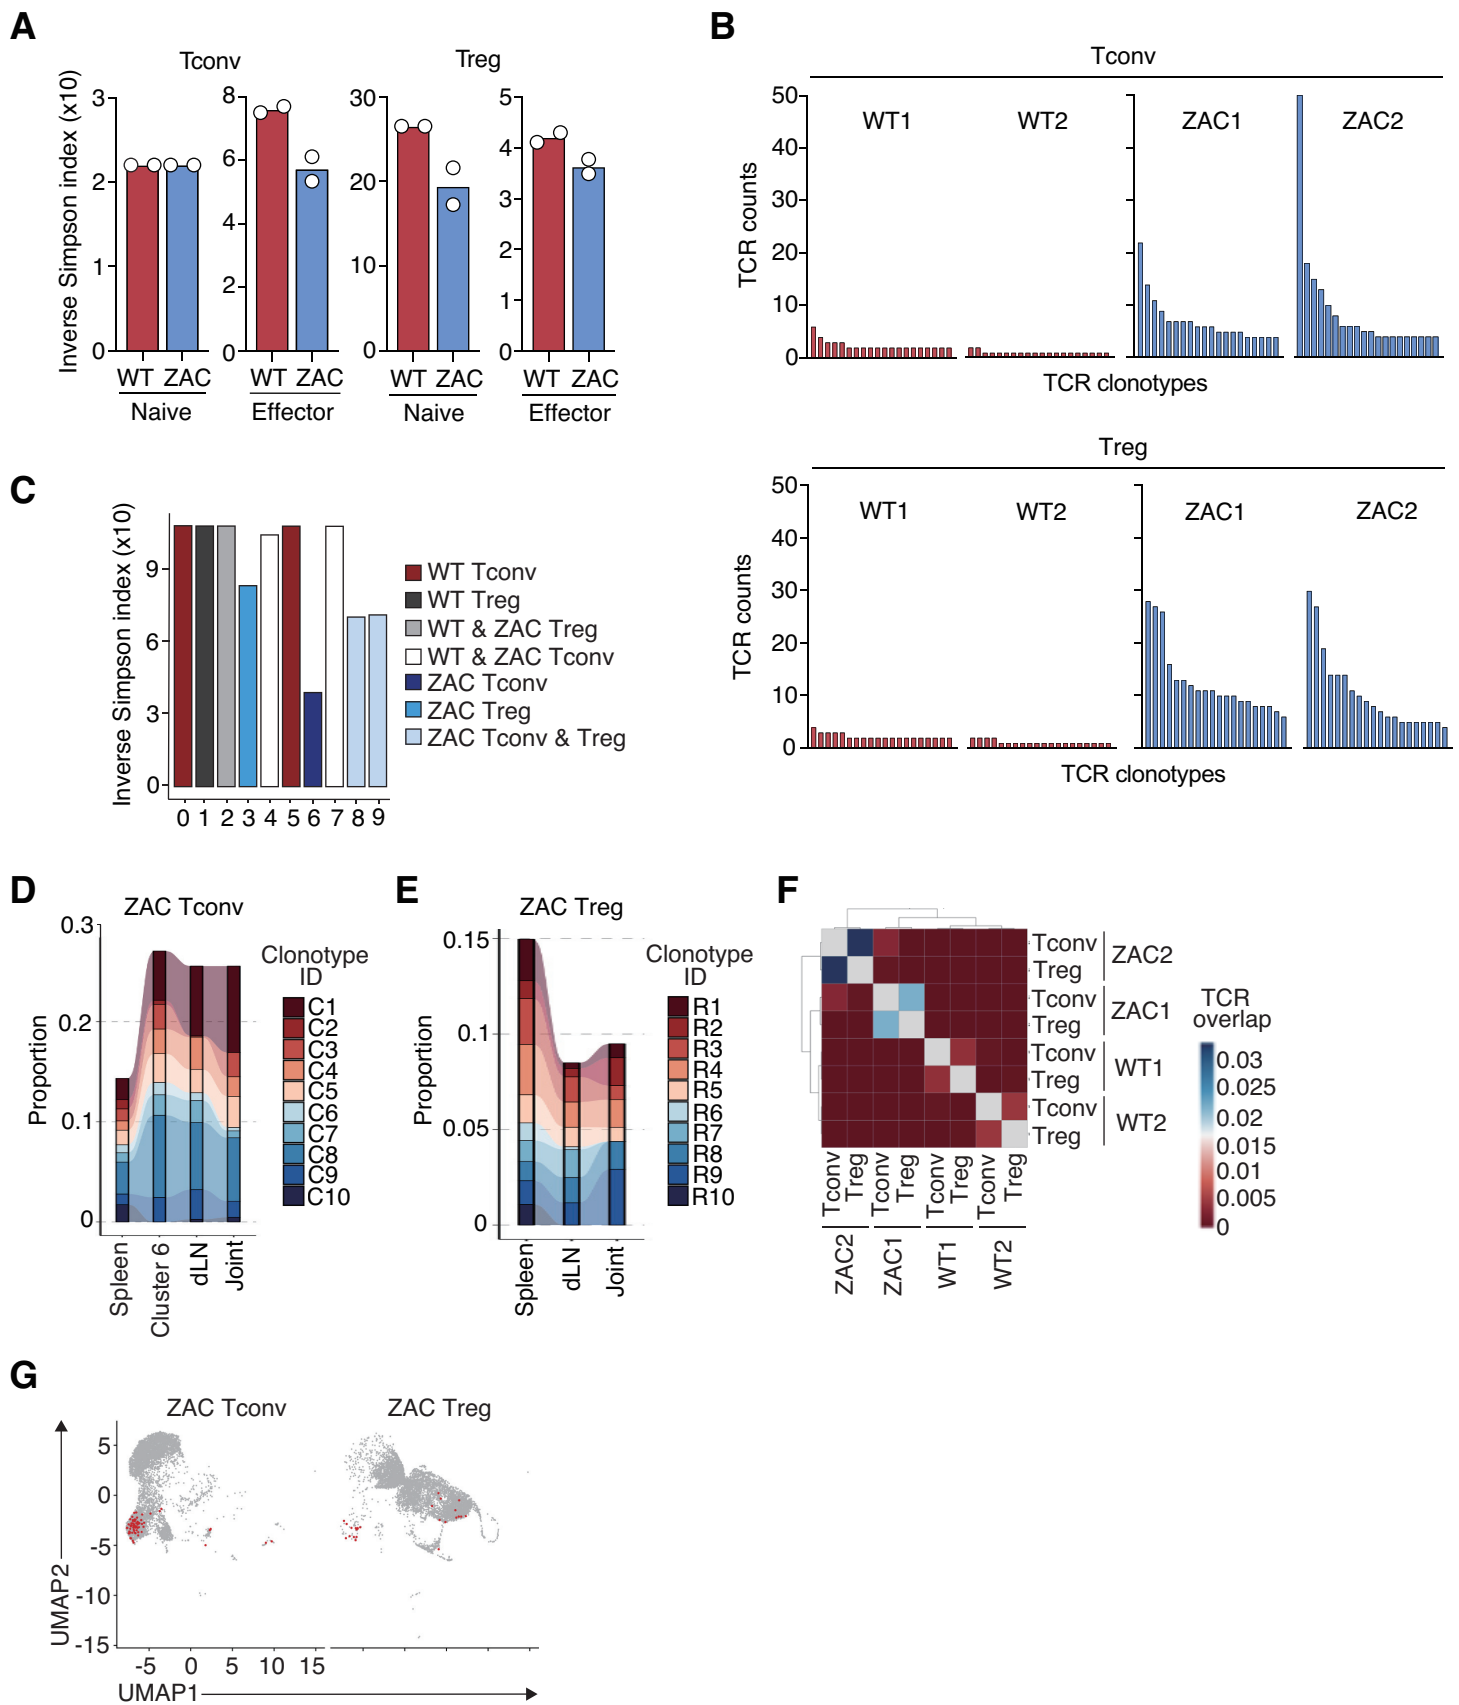 A
Tconv
Treg
Inverse Simpson index (x10)
3
2
1
0
8
6
4
2
0
30
20
10
0
5
4
3
2
1
0
WT ZAC
WT ZAC
WT ZAC
WT ZAC
Naive
Effector
Naive
Effector
B
Tconv
TCR counts
50
40
30
20
10
0
WT1
WT2
ZAC1
ZAC2
TCR clonotypes
Treg
TCR counts
50
40
30
20
10
0
WT1
WT2
ZAC1
ZAC2
TCR clonotypes
C
Inverse Simpson index (x10)
9
6
3
0
0 1 2 3 4 5 6 7 8 9
WT Tconv
WT Treg
WT & ZAC Treg
WT & ZAC Tconv
ZAC Tconv
ZAC Treg
ZAC Tconv & Treg
D
ZAC Tconv
Proportion
0.3
0.2
0.1
0
Spleen
Cluster 6
dLN
Joint
Clonotype
ID
C1
C2
C3
C4
C5
C6
C7
C8
C9
C10
E
ZAC Treg
Proportion
0.15
0.1
0.05
0
Spleen
dLN
Joint
Clonotype
ID
R1
R2
R3
R4
R5
R6
R7
R8
R9
R10
F
Tconv
Treg
ZAC2
Tconv
Treg
ZAC1
Tconv
Treg
WT1
Tconv
Treg
WT2
Tconv
Treg
Tconv
Treg
Tconv
Treg
Tconv
Treg
ZAC2
ZAC1
WT1
WT2
TCR
overlap
0.03
0.025
0.02
0.015
0.01
0.005
0
G
ZAC Tconv
ZAC Treg
UMAP2
5
0
-5
-10
-15
-5 0 5 10 15
UMAP1